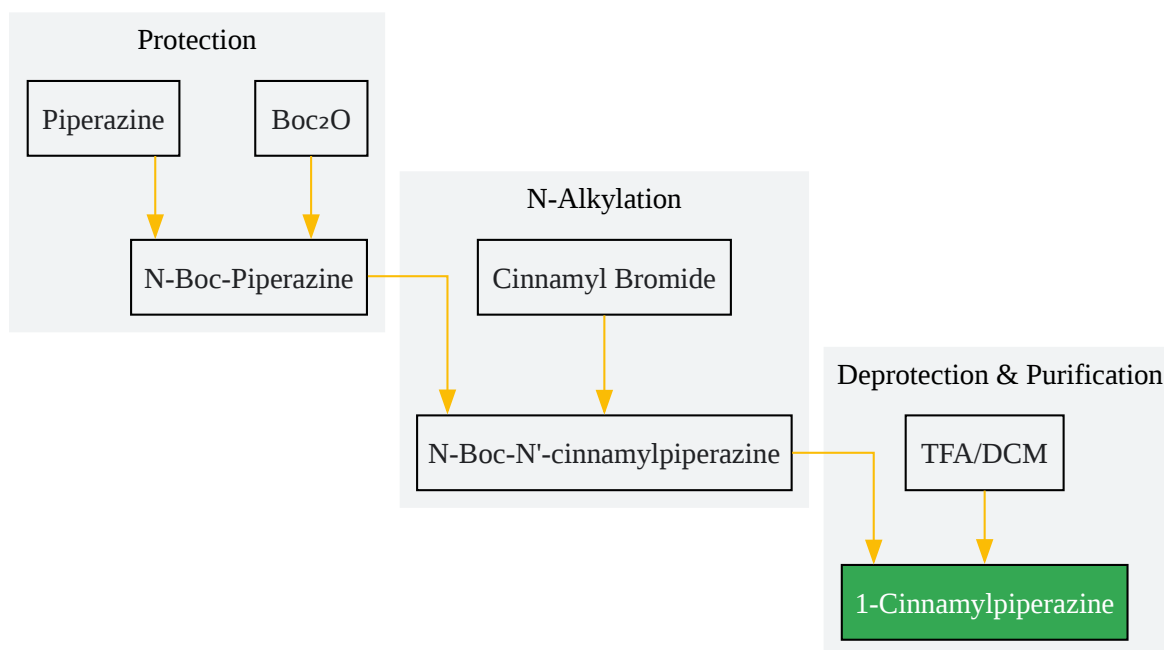 Protection
Piperazine
Boc₂O
N-Boc-Piperazine
N-Alkylation
Cinnamyl Bromide
N-Boc-N'-cinnamylpiperazine
Deprotection & Purification
TFA/DCM
1-Cinnamylpiperazine